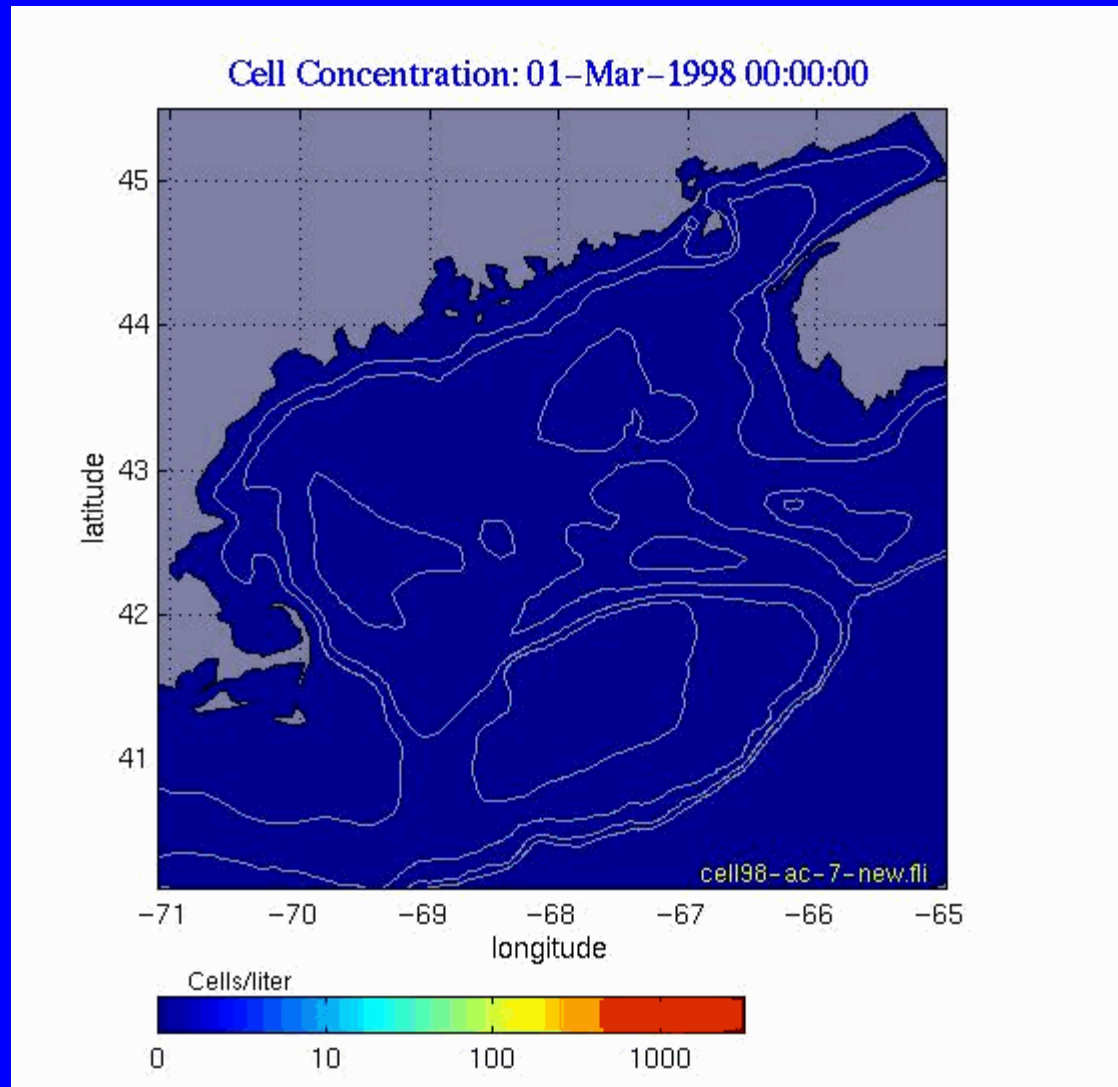 Cell Concentration: 01-Mar-1998 00:00:00
45
44
43
42
41
latitude
cell98-ac-7-new.fli
-71 -70 -69 -68 -67 -66 -65
longitude
Cells/liter
0 10 100 1000